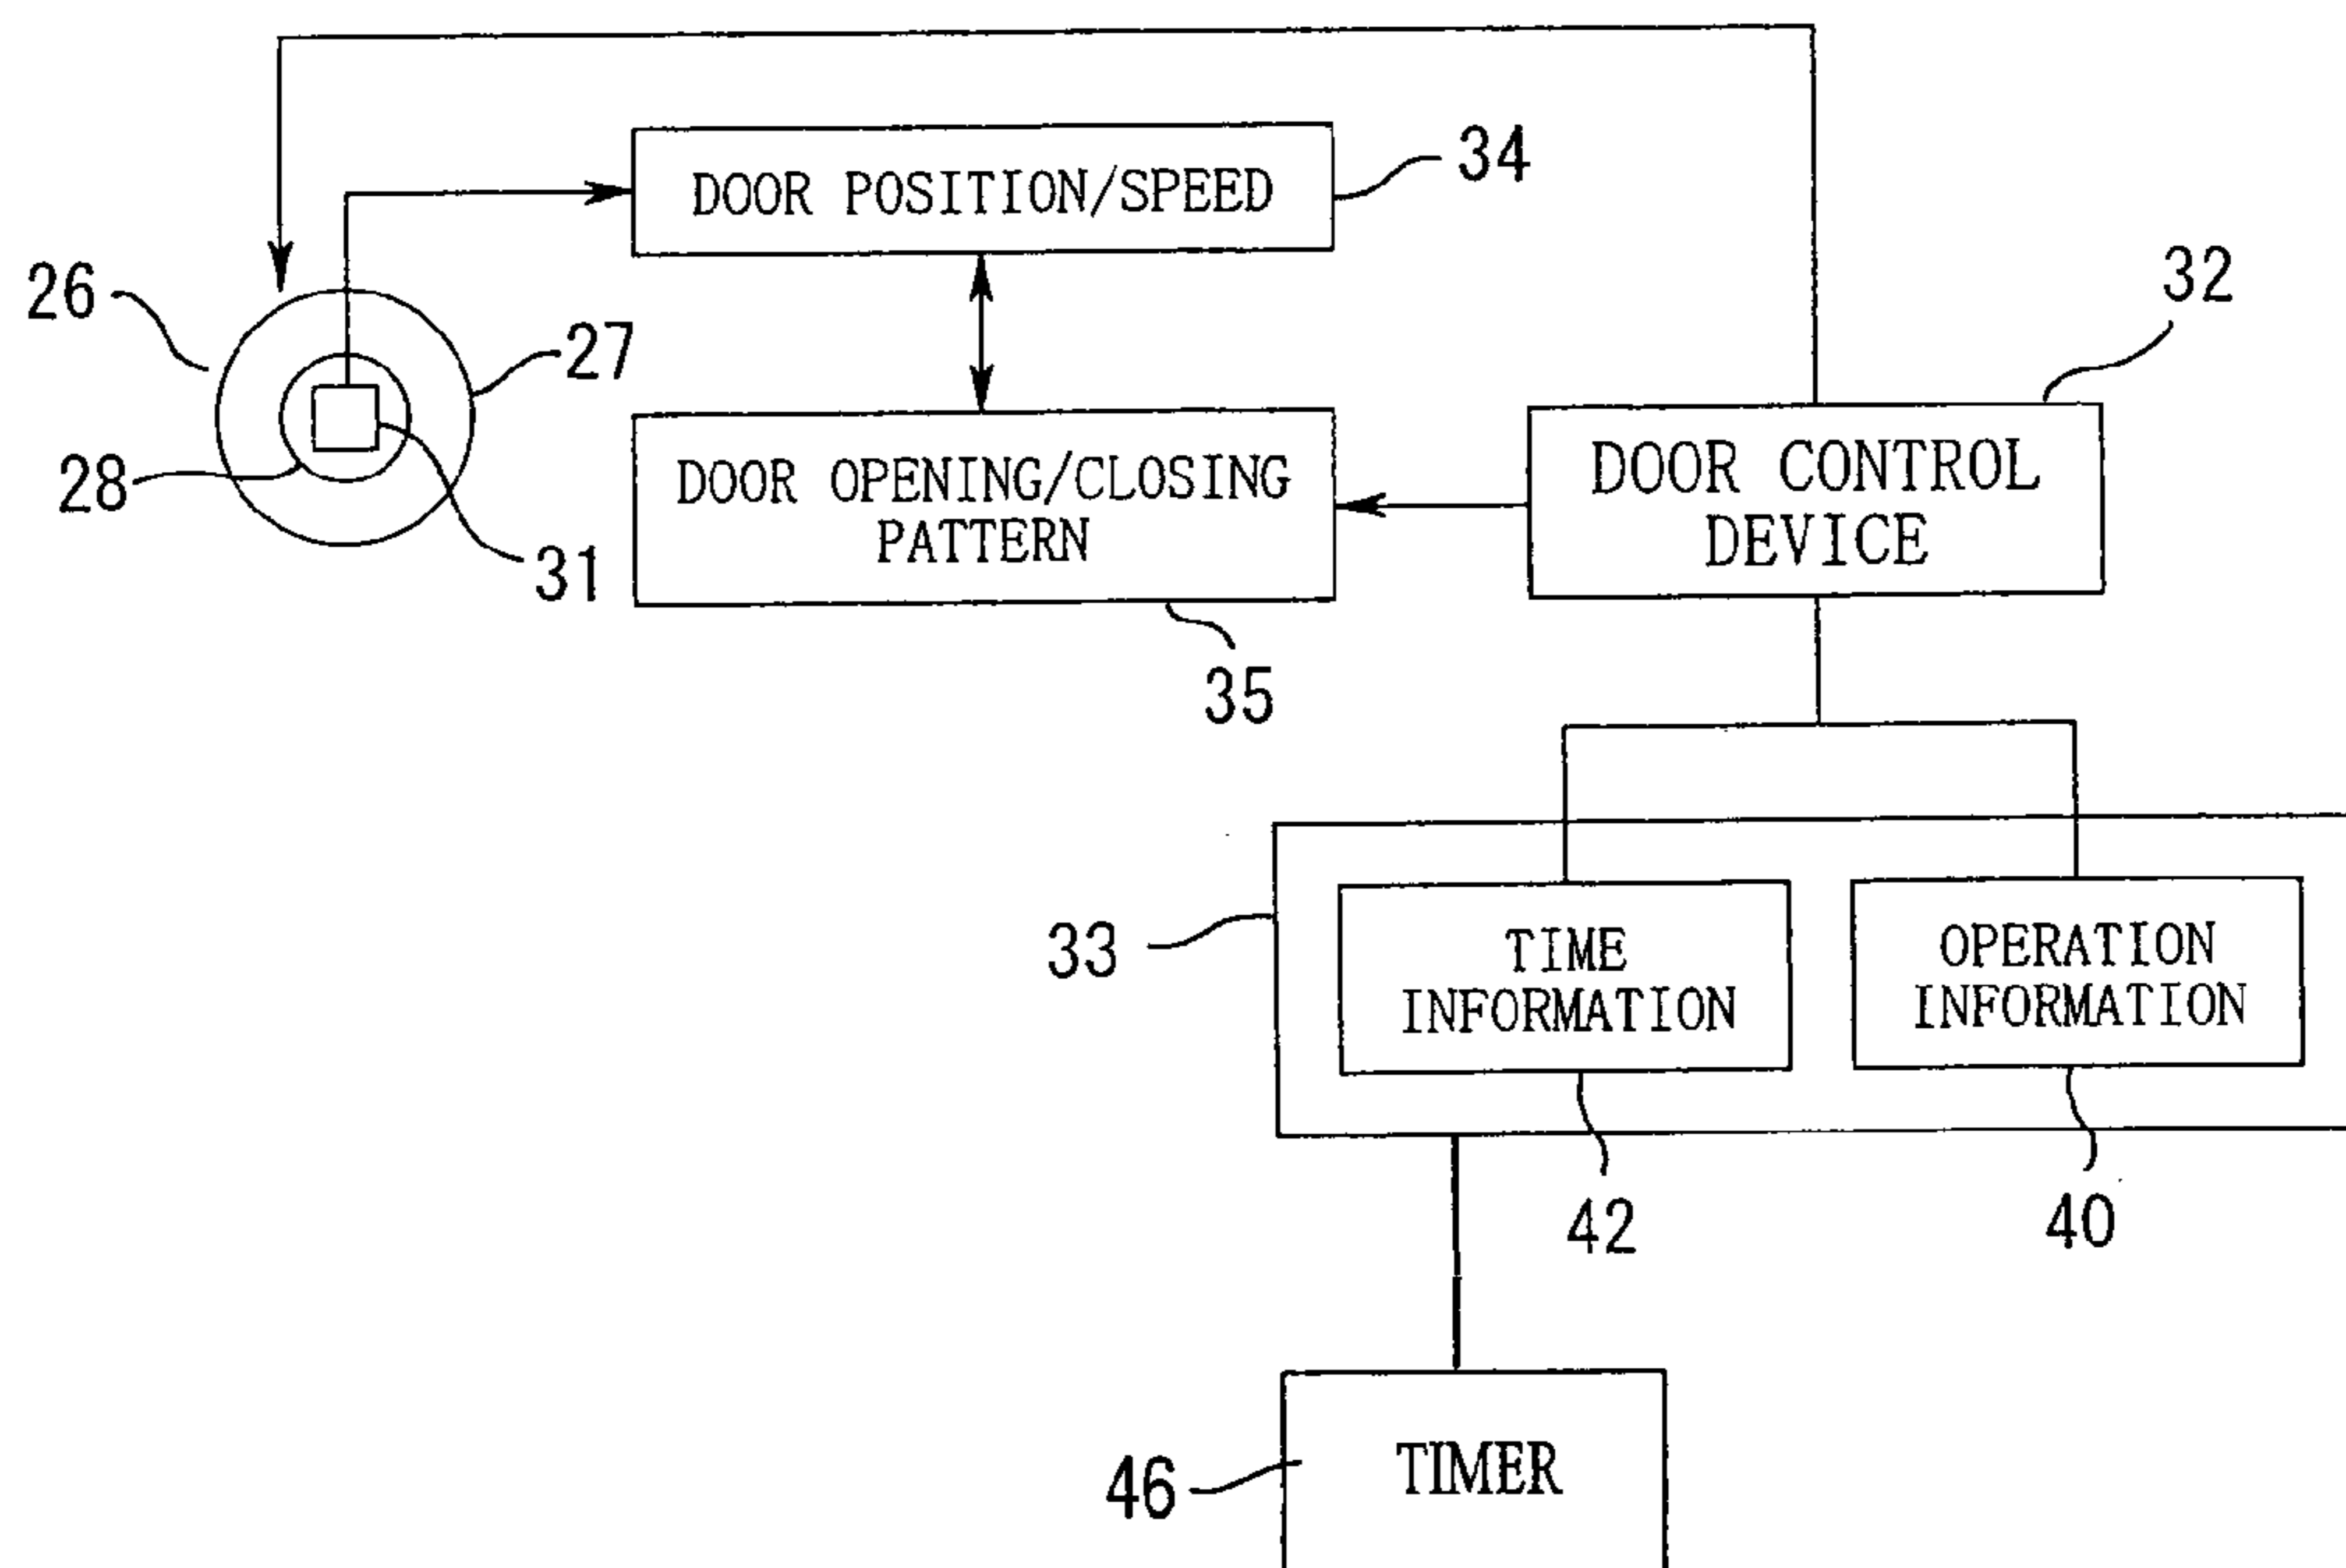 DOOR POSITION/SPEED
34
26
32
27
DOOR OPENING/CLOSING
PATTERN
DOOR CONTROL
DEVICE
28
31
35
33
TIME
INFORMATION
OPERATION
INFORMATION
42
40
46
TIMER